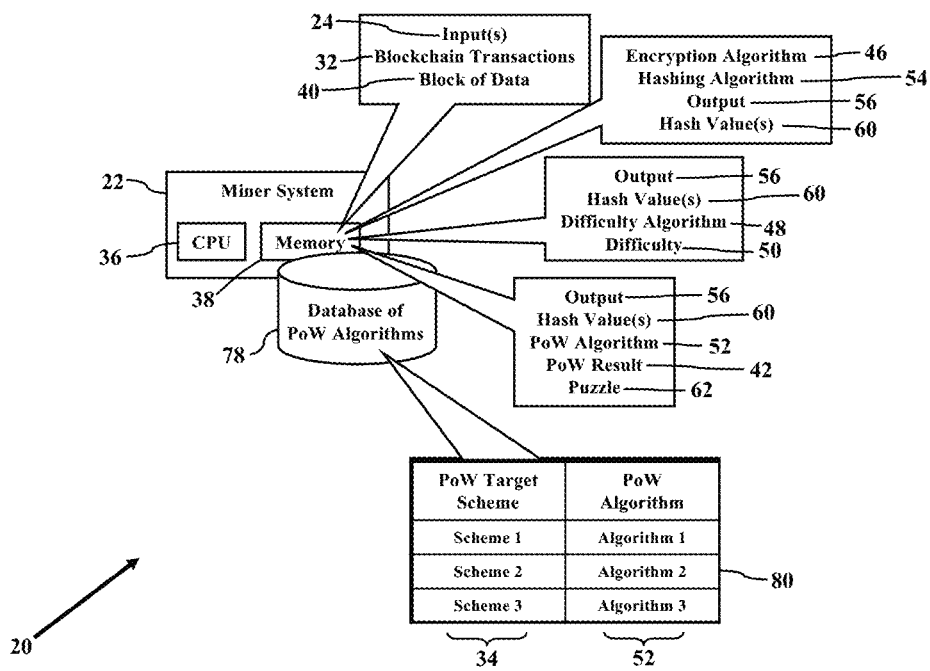 24
Input(s)
32
Blockchain Transactions
40
Block of Data
Encryption Algorithm
46
Hashing Algorithm
54
Output
56
Hash Value(s)
60
22
Miner System
CPU
Memory
36
38
Output
56
Hash Value(s)
60
Difficulty Algorithm
48
Difficulty
50
Database of
PoW Algorithms
78
Output
56
Hash Value(s)
60
PoW Algorithm
52
PoW Result
42
Puzzle
62
PoW Target
Scheme
PoW
Algorithm
Scheme 1
Algorithm 1
Scheme 2
Algorithm 2
80
Scheme 3
Algorithm 3
34
52
20